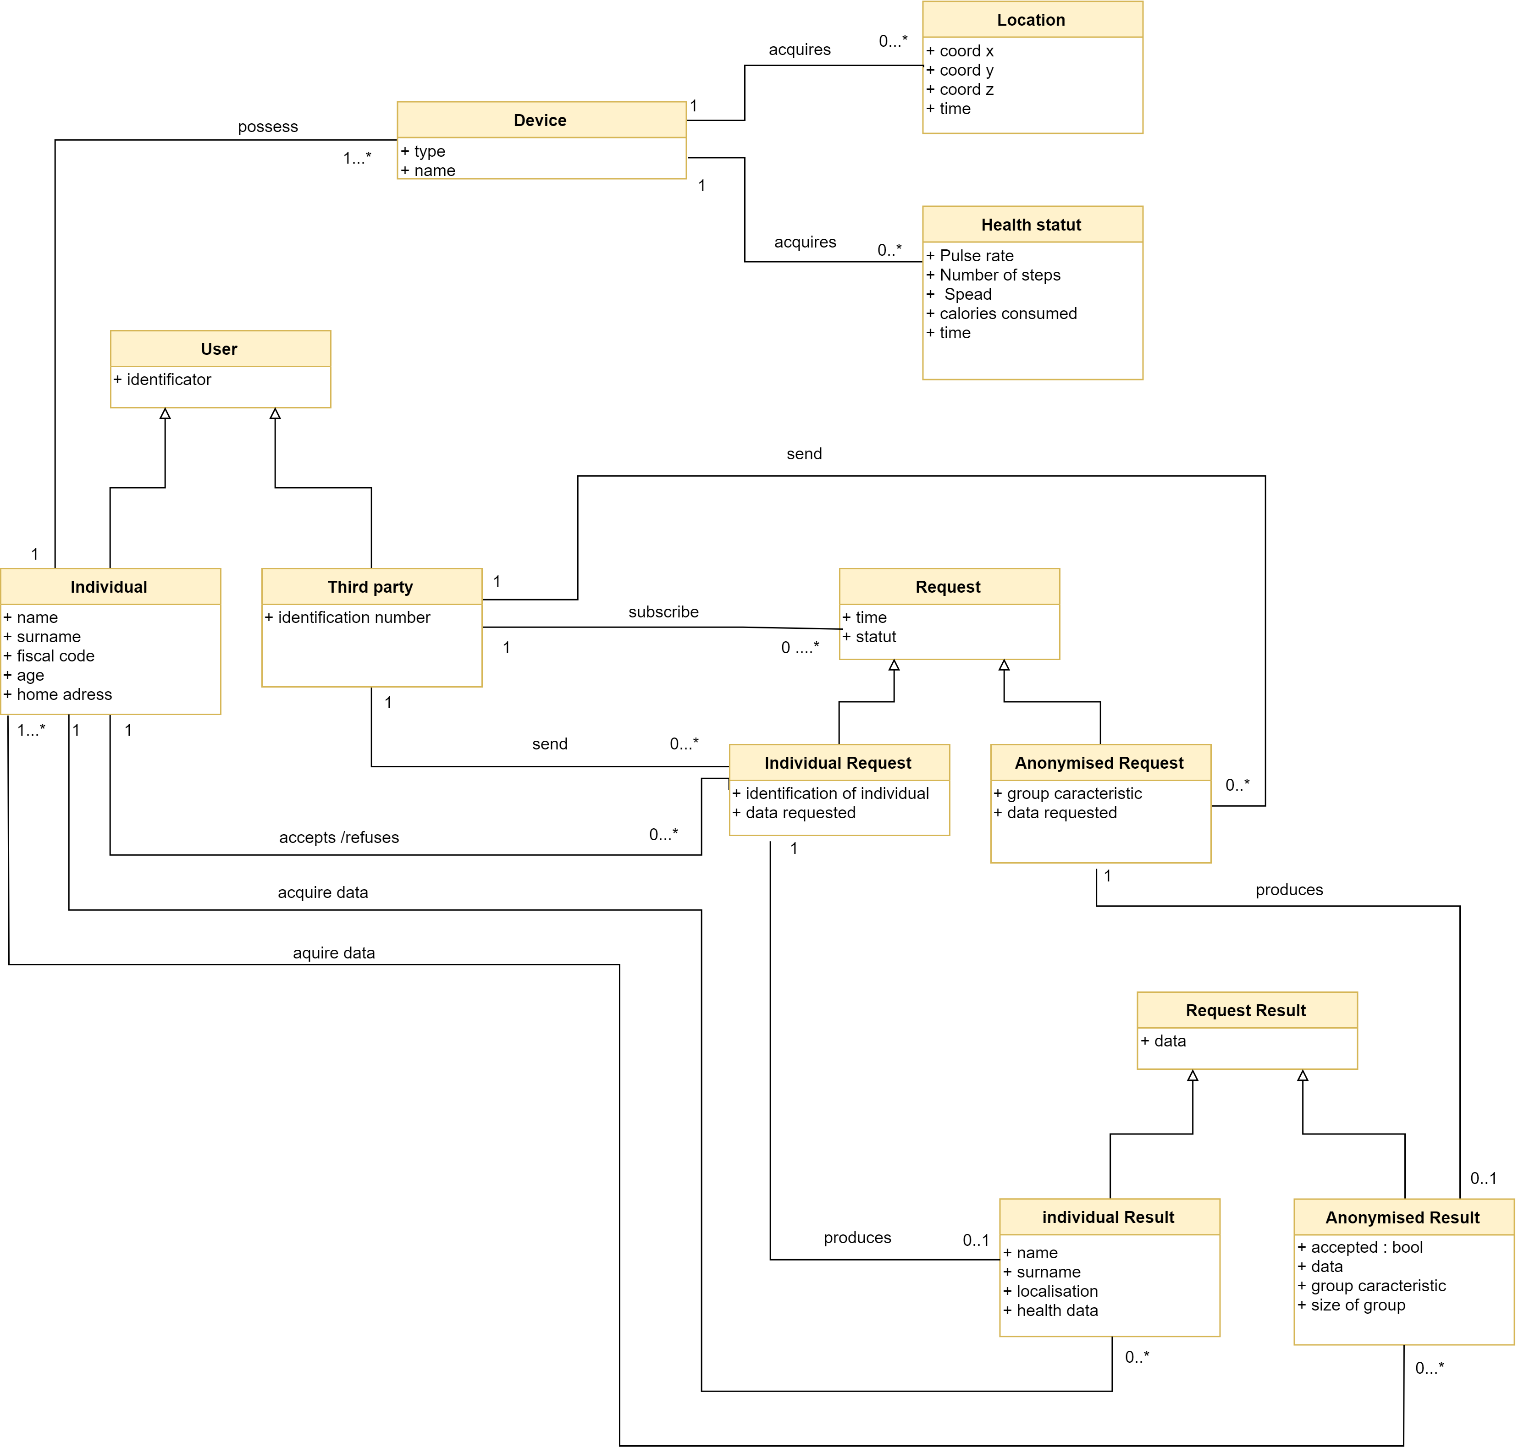 Location
+ coord x
+ coord y
+ coord z
+ time
acquires
0...*
1
Device
+ type
+ name
possess
1...*
1
acquires
0..*
Health statut
+ Pulse rate
+ Number of steps
+ Spead
+ calories consumed
+ time
User
+ identificator
send
1
Individual
+ name
+ surname
+ fiscal code
+ age
+ home adress
Third party
+ identification number
1
subscribe
1
0 ....*
Request
+ time
+ statut
1...*
1
1
1
send
0...*
Individual Request
+ identification of individual
+ data requested
Anonymised Request
+ group caracteristic
+ data requested
0..*
accepts /refuses
0...*
1
1
acquire data
produces
aquire data
Request Result
+ data
0..1
produces
0..1
individual Result
+ name
+ surname
+ localisation
+ health data
Anonymised Result
+ accepted : bool
+ data
+ group caracteristic
+ size of group
0..*
0...*